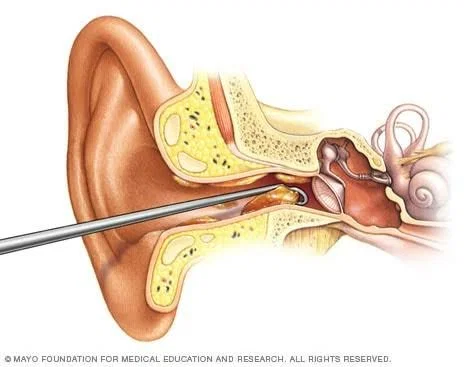 © MAYO FOUNDATION FOR MEDICAL EDUCATION AND RESEARCH. ALL RIGHTS RESERVED.